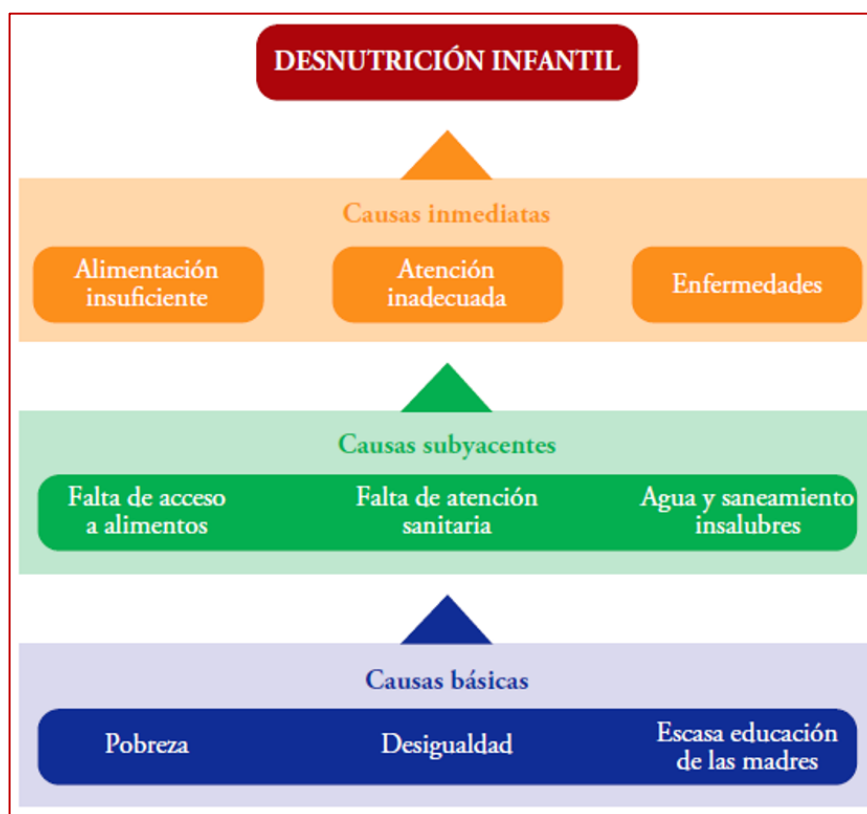 DESNUTRICIÓN INFANTIL
Causas inmediatas
Alimentación
insuficiente
Atención
inadecuada
Enfermedades
Causas subyacentes
Falta de acceso
a alimentos
Falta de atención
sanitaria
Agua y saneamiento
insalubres
Causas básicas
Pobreza
Desigualdad
Escasa educación
de las madres